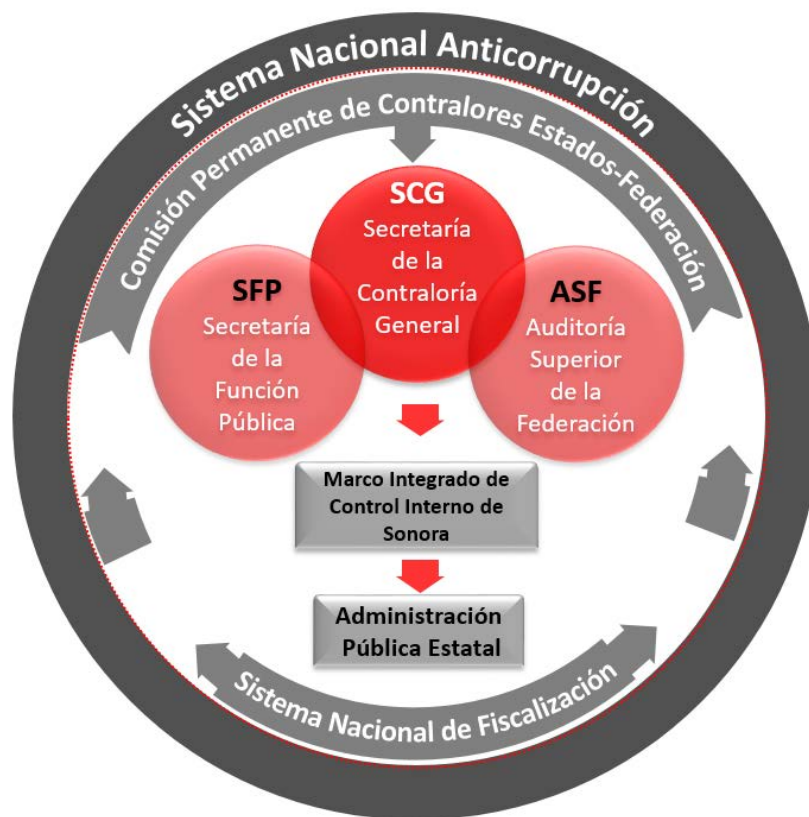 Sistema Nacional Anticorrupción
Comisión Permanente de Contralores Estados-Federación
SCG
Secretaría
de la
Contraloría
General
SFP
Secretaría
de la
Función
Pública
ASF
Auditoría
Superior
de la
Federación
Marco Integrado de
Control Interno de
Sonora
Administración
Pública Estatal
Sistema Nacional de Fiscalización